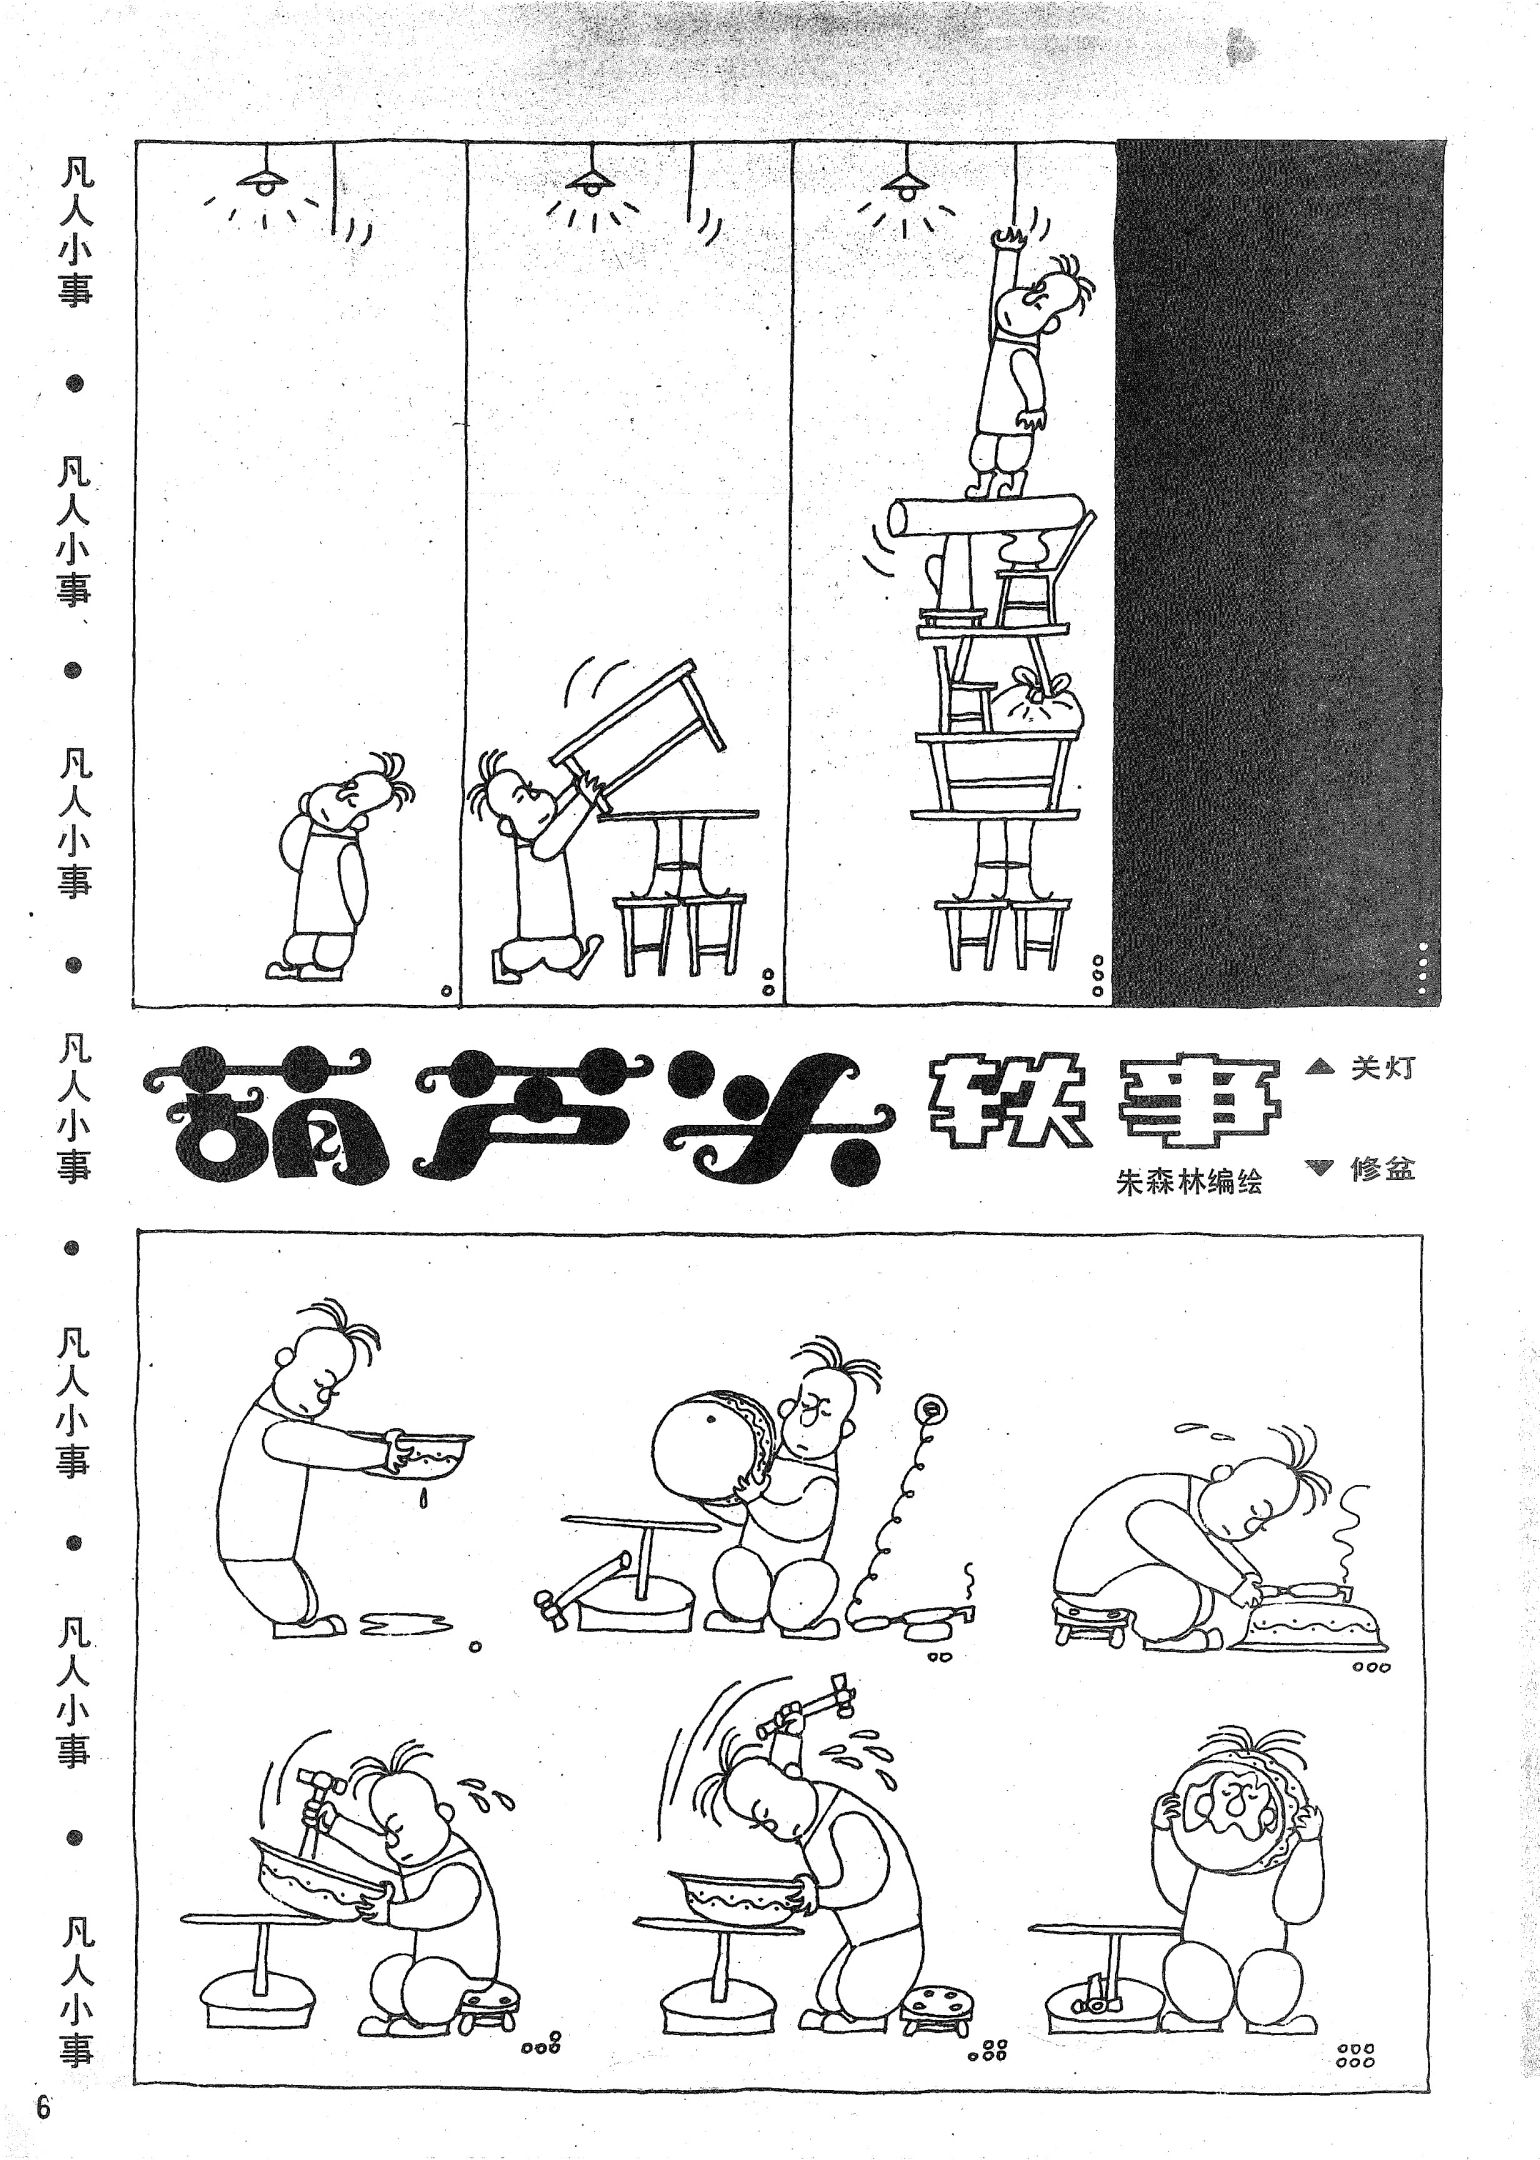 凡人小事 • 凡人小事 • 凡人小事 • 凡人小事 • 凡人小事 • 凡人小事 • 凡人小事
葫芦头 轶事
▲ 关灯
▼ 修盆
朱森林编绘
6